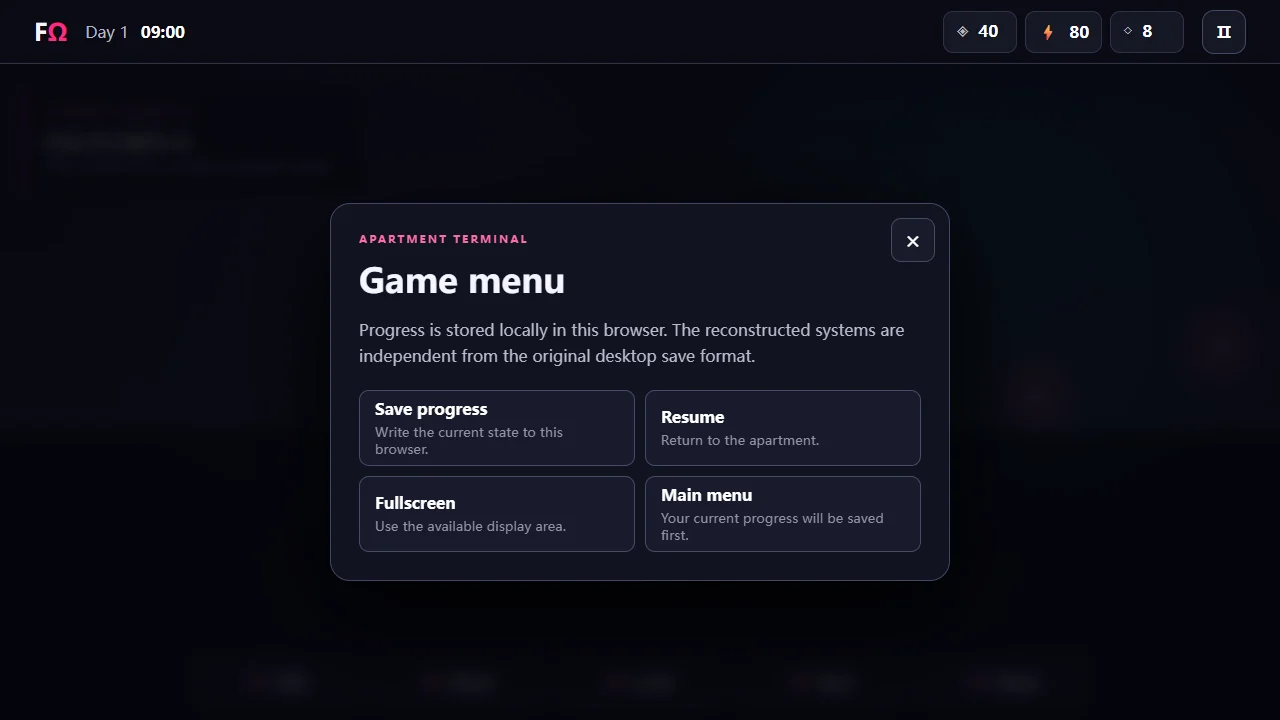 FΩ Day 1 09:00 40 80 8
APARTMENT TERMINAL
Game menu
Progress is stored locally in this browser. The reconstructed systems are
independent from the original desktop save format.
Save progress
Write the current state to this
browser.
Resume
Return to the apartment.
Fullscreen
Use the available display area.
Main menu
Your current progress will be saved
first.